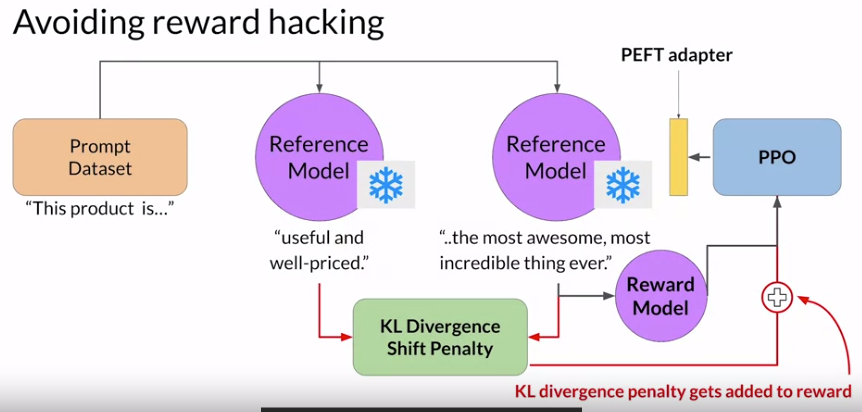 Avoiding reward hacking
PEFT adapter
Prompt
Dataset
Reference
Model
Reference
Model
PPO
“This product is...”
“useful and
well-priced.”
“..the most awesome, most
incredible thing ever.”
Reward
Model
KL Divergence
Shift Penalty
KL divergence penalty gets added to reward